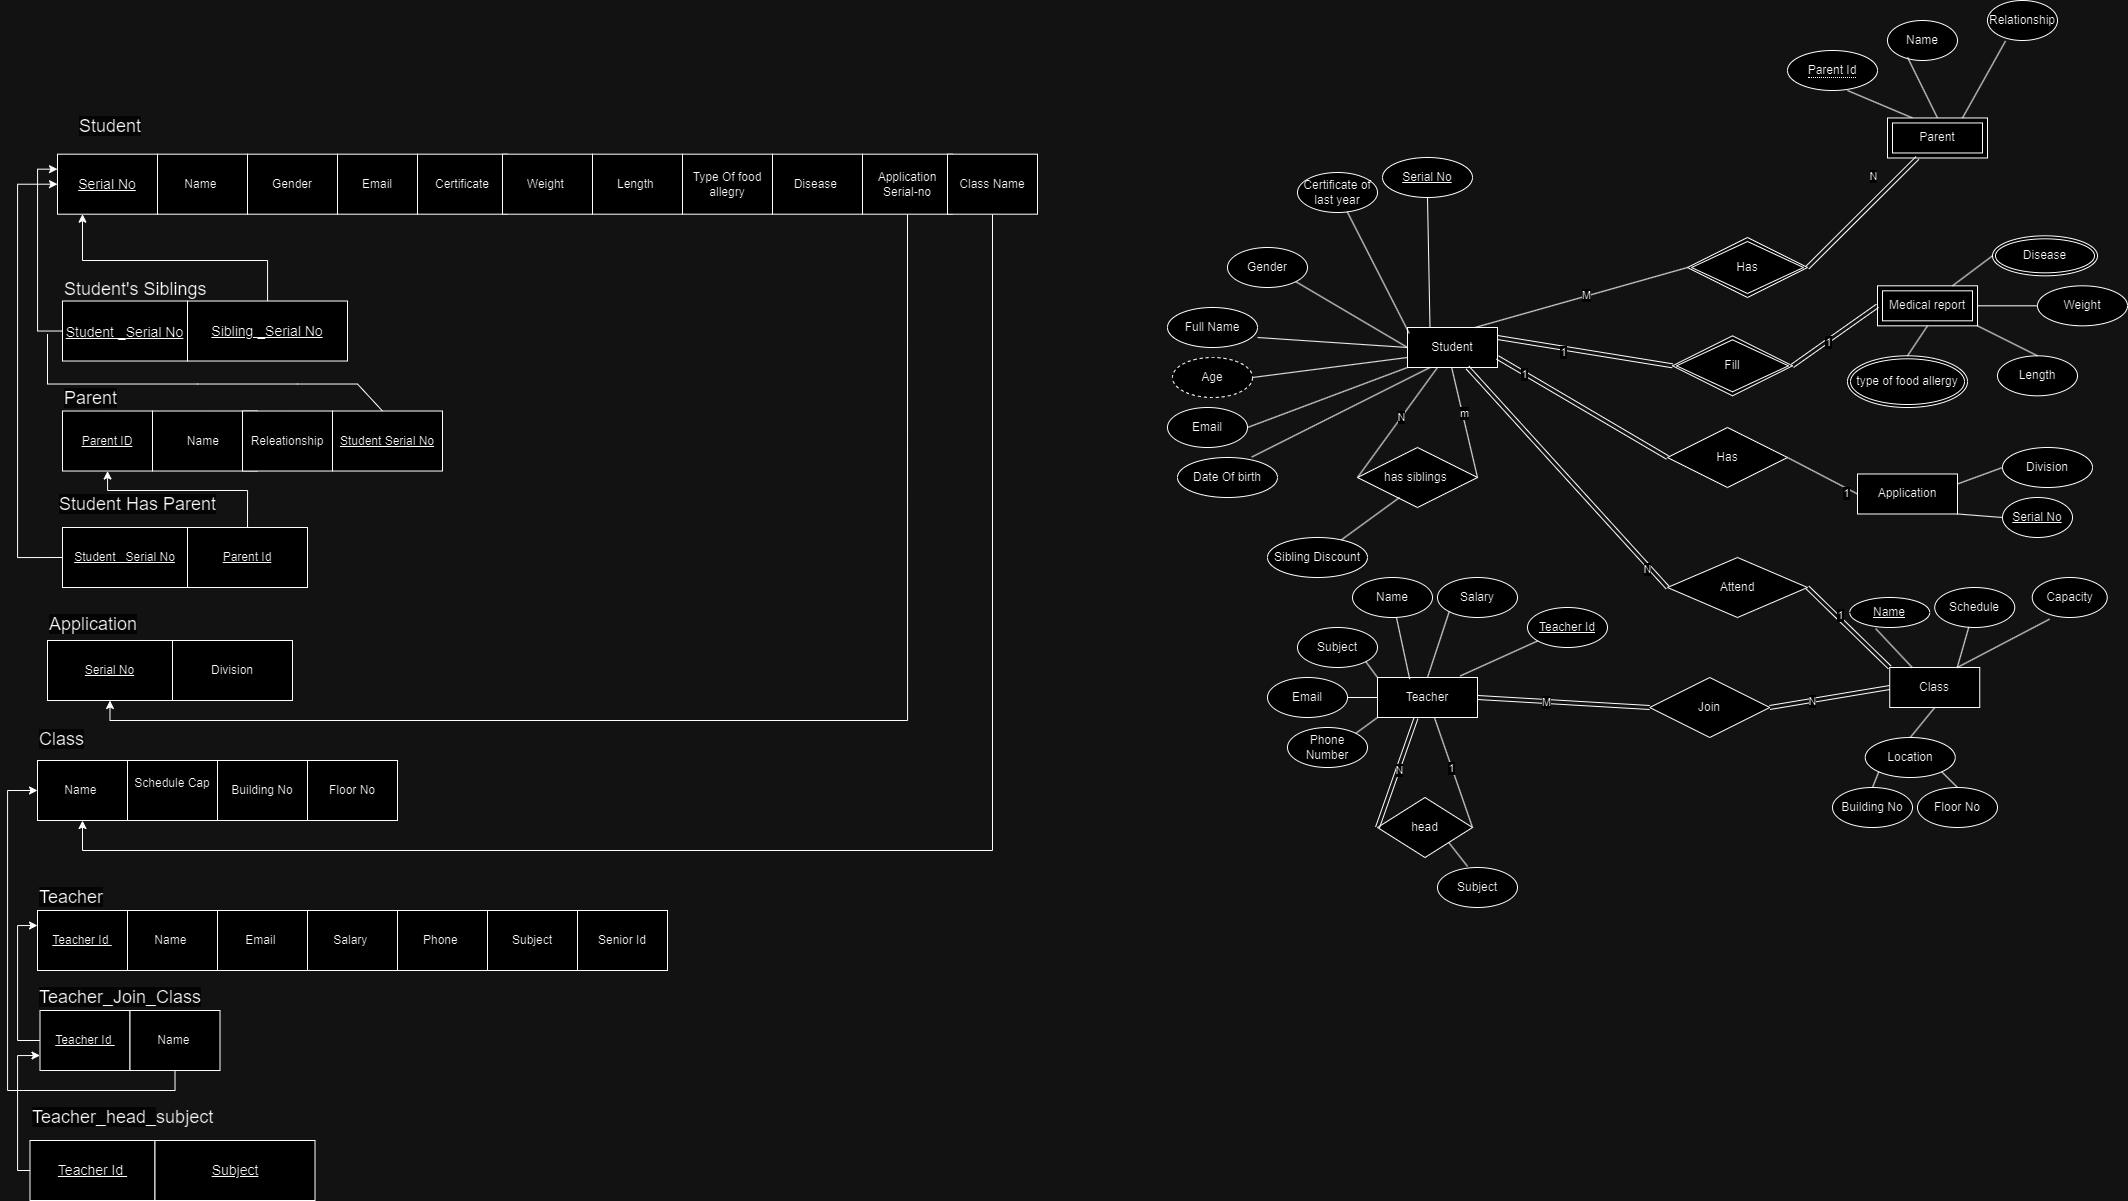 Student
Serial No
Name
Gender
Email
Certificate
Weight
Length
Type Of food
allegry
Disease
Application
Serial-no
Class Name
Student's Siblings
Student _Serial No
Sibling _Serial No
Parent
Parent ID
Name
Releationship
Student Serial No
Student Has Parent
Student _Serial No
Parent Id
Application
Serial No
Division
Class
Name
Schedule Cap
Building No
Floor No
Teacher
Teacher Id
Name
Email
Salary
Phone
Subject
Senior Id
Teacher_Join_Class
Teacher Id
Name
Teacher_head_subject
Teacher Id
Subject
Relationship
Name
Parent Id
Parent
N
Has
M
Certificate of
last year
Serial No
Gender
Full Name
Age
Email
Date Of birth
Student
Disease
Medical report
Weight
type of food allergy
Length
1
Fill
1
1
Has
1
Application
Division
Serial No
N
m
has siblings
Sibling Discount
N
Attend
1
Name
Schedule
Capacity
Class
Location
Building No
Floor No
Name
Salary
Teacher Id
Subject
Email
Phone
Number
Teacher
M
Join
N
N
1
head
Subject